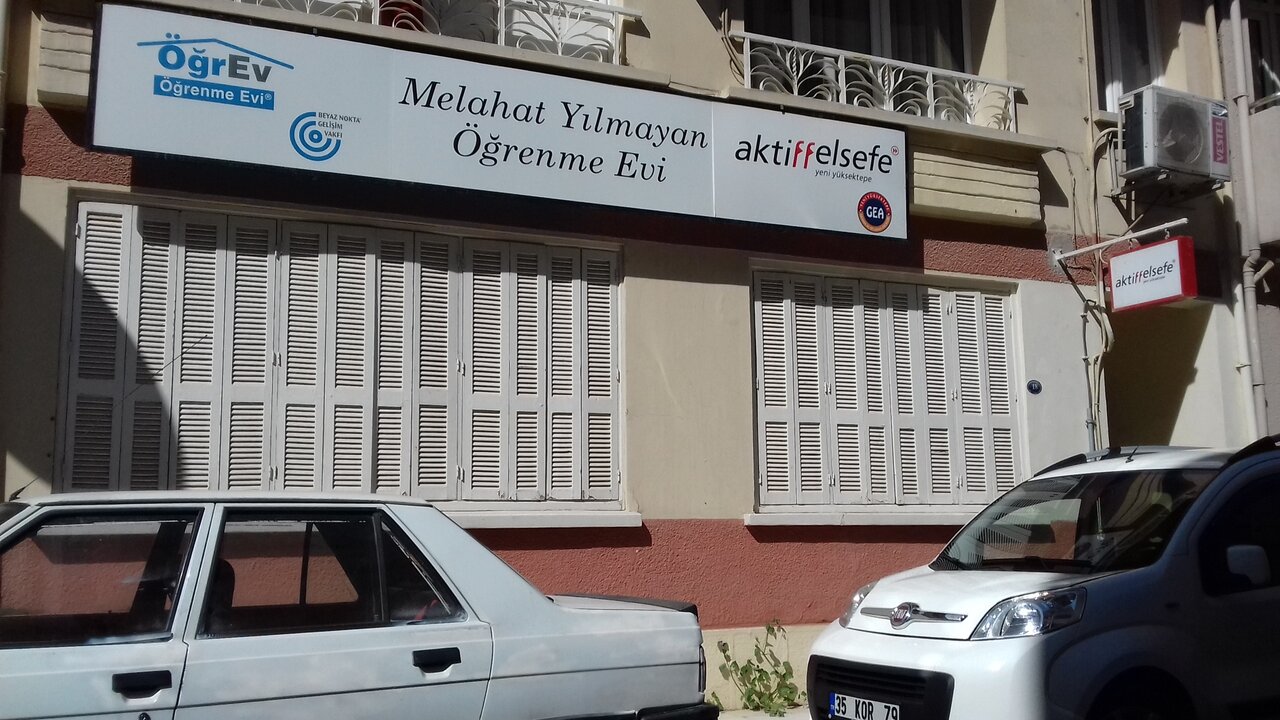 ÖğrEv
Öğrenme Evi®
BEYAZ NOKTA®
GELİŞİM
VAKFI
Melahat Yılmayan
Öğrenme Evi
aktiffelsefe®
yeni yüksektepe
GEA
VESTEL
aktiffelsefe®
35 KOR 79